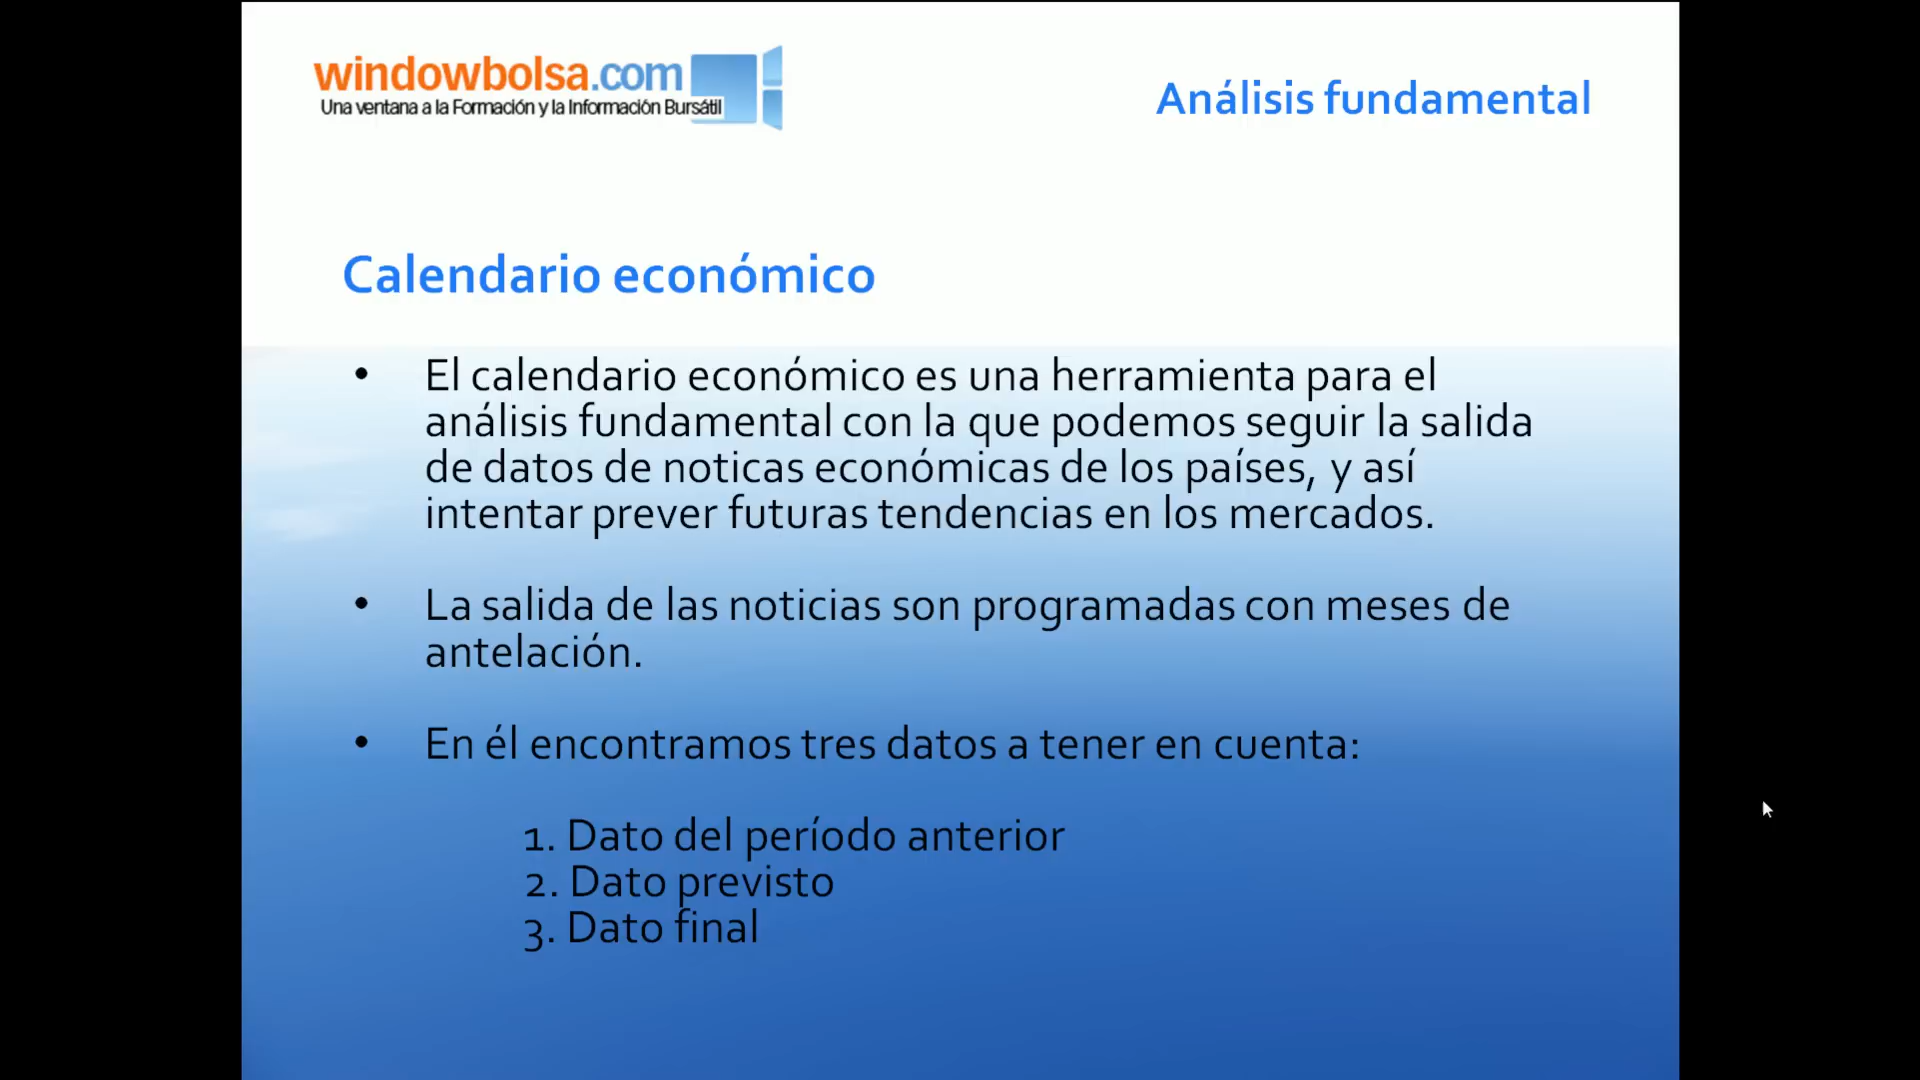 windowbolsa.com
Una ventana a la Formación y la Información Bursátil
Análisis fundamental
Calendario económico
• El calendario económico es una herramienta para el
análisis fundamental con la que podemos seguir la salida
de datos de noticas económicas de los países, y así
intentar prever futuras tendencias en los mercados.
• La salida de las noticias son programadas con meses de
antelación.
• En él encontramos tres datos a tener en cuenta:
1. Dato del período anterior
2. Dato previsto
3. Dato final